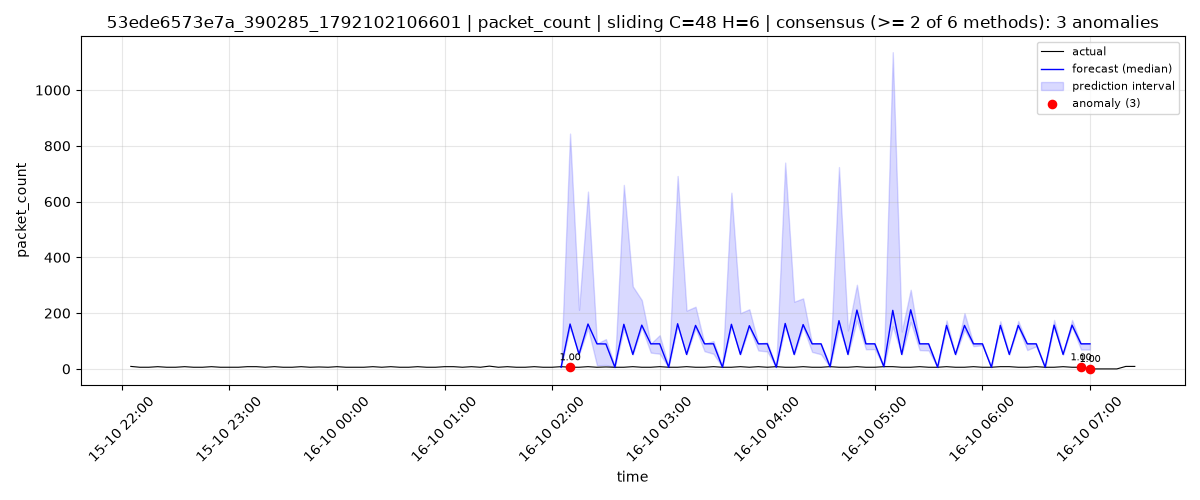 53ede6573e7a_390285_1792102106601 | packet_count | sliding C=48 H=6 | consensus (>= 2 of 6 methods): 3 anomalies
actual
forecast (median)
prediction interval
anomaly (3)
packet_count
1000
800
600
400
200
0
1.00
1.00
1.00
15-10 22:00
15-10 23:00
16-10 00:00
16-10 01:00
16-10 02:00
16-10 03:00
16-10 04:00
16-10 05:00
16-10 06:00
16-10 07:00
time